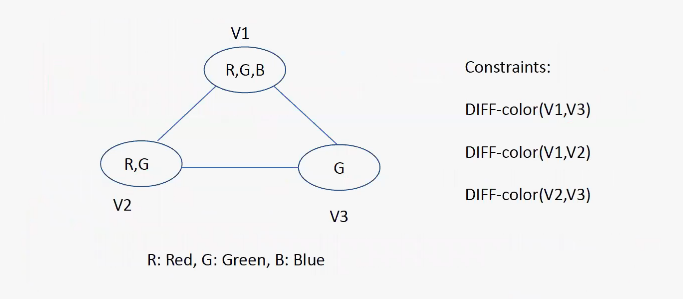 V1
R,G,B
Constraints:
DIFF-color(V1,V3)
DIFF-color(V1,V2)
R,G
G
DIFF-color(V2,V3)
V2
V3
R: Red, G: Green, B: Blue